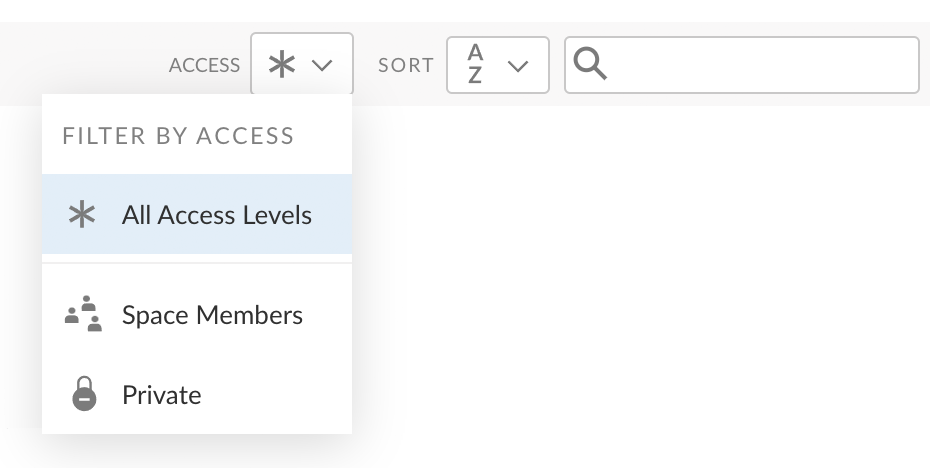 ACCESS
SORT
A
Z
FILTER BY ACCESS
All Access Levels
Space Members
Private